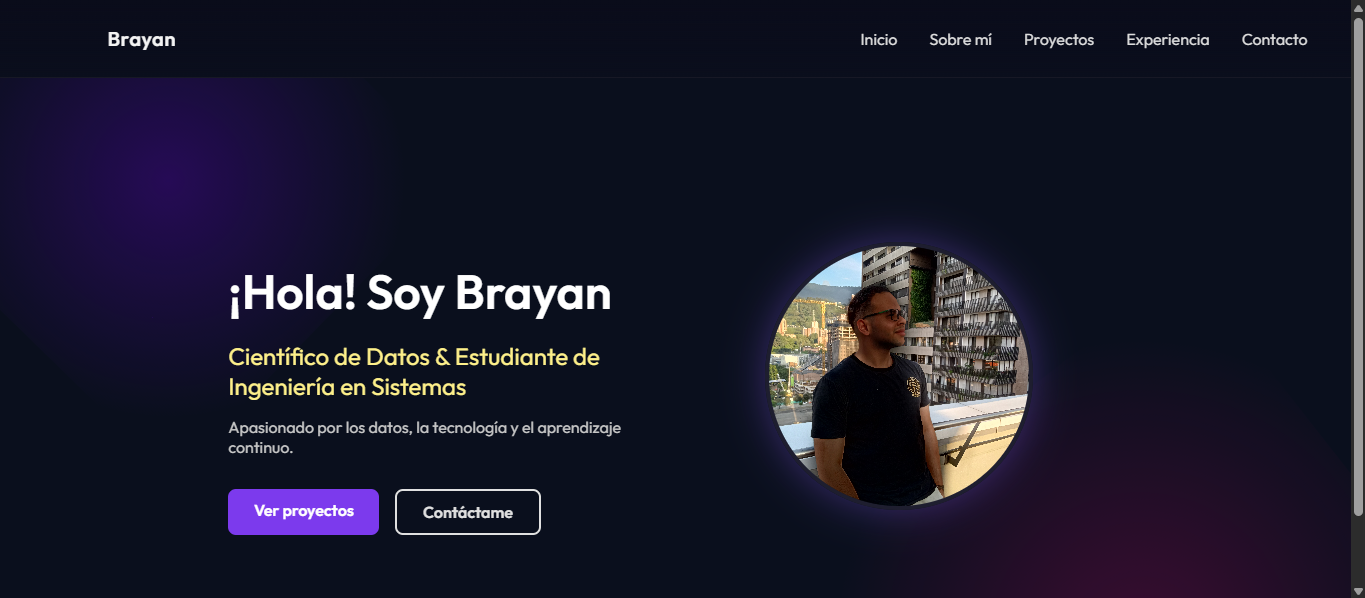 Brayan
Inicio
Sobre mí
Proyectos
Experiencia
Contacto
¡Hola! Soy Brayan
Científico de Datos & Estudiante de
Ingeniería en Sistemas
Apasionado por los datos, la tecnología y el aprendizaje
continuo.
Ver proyectos
Contáctame